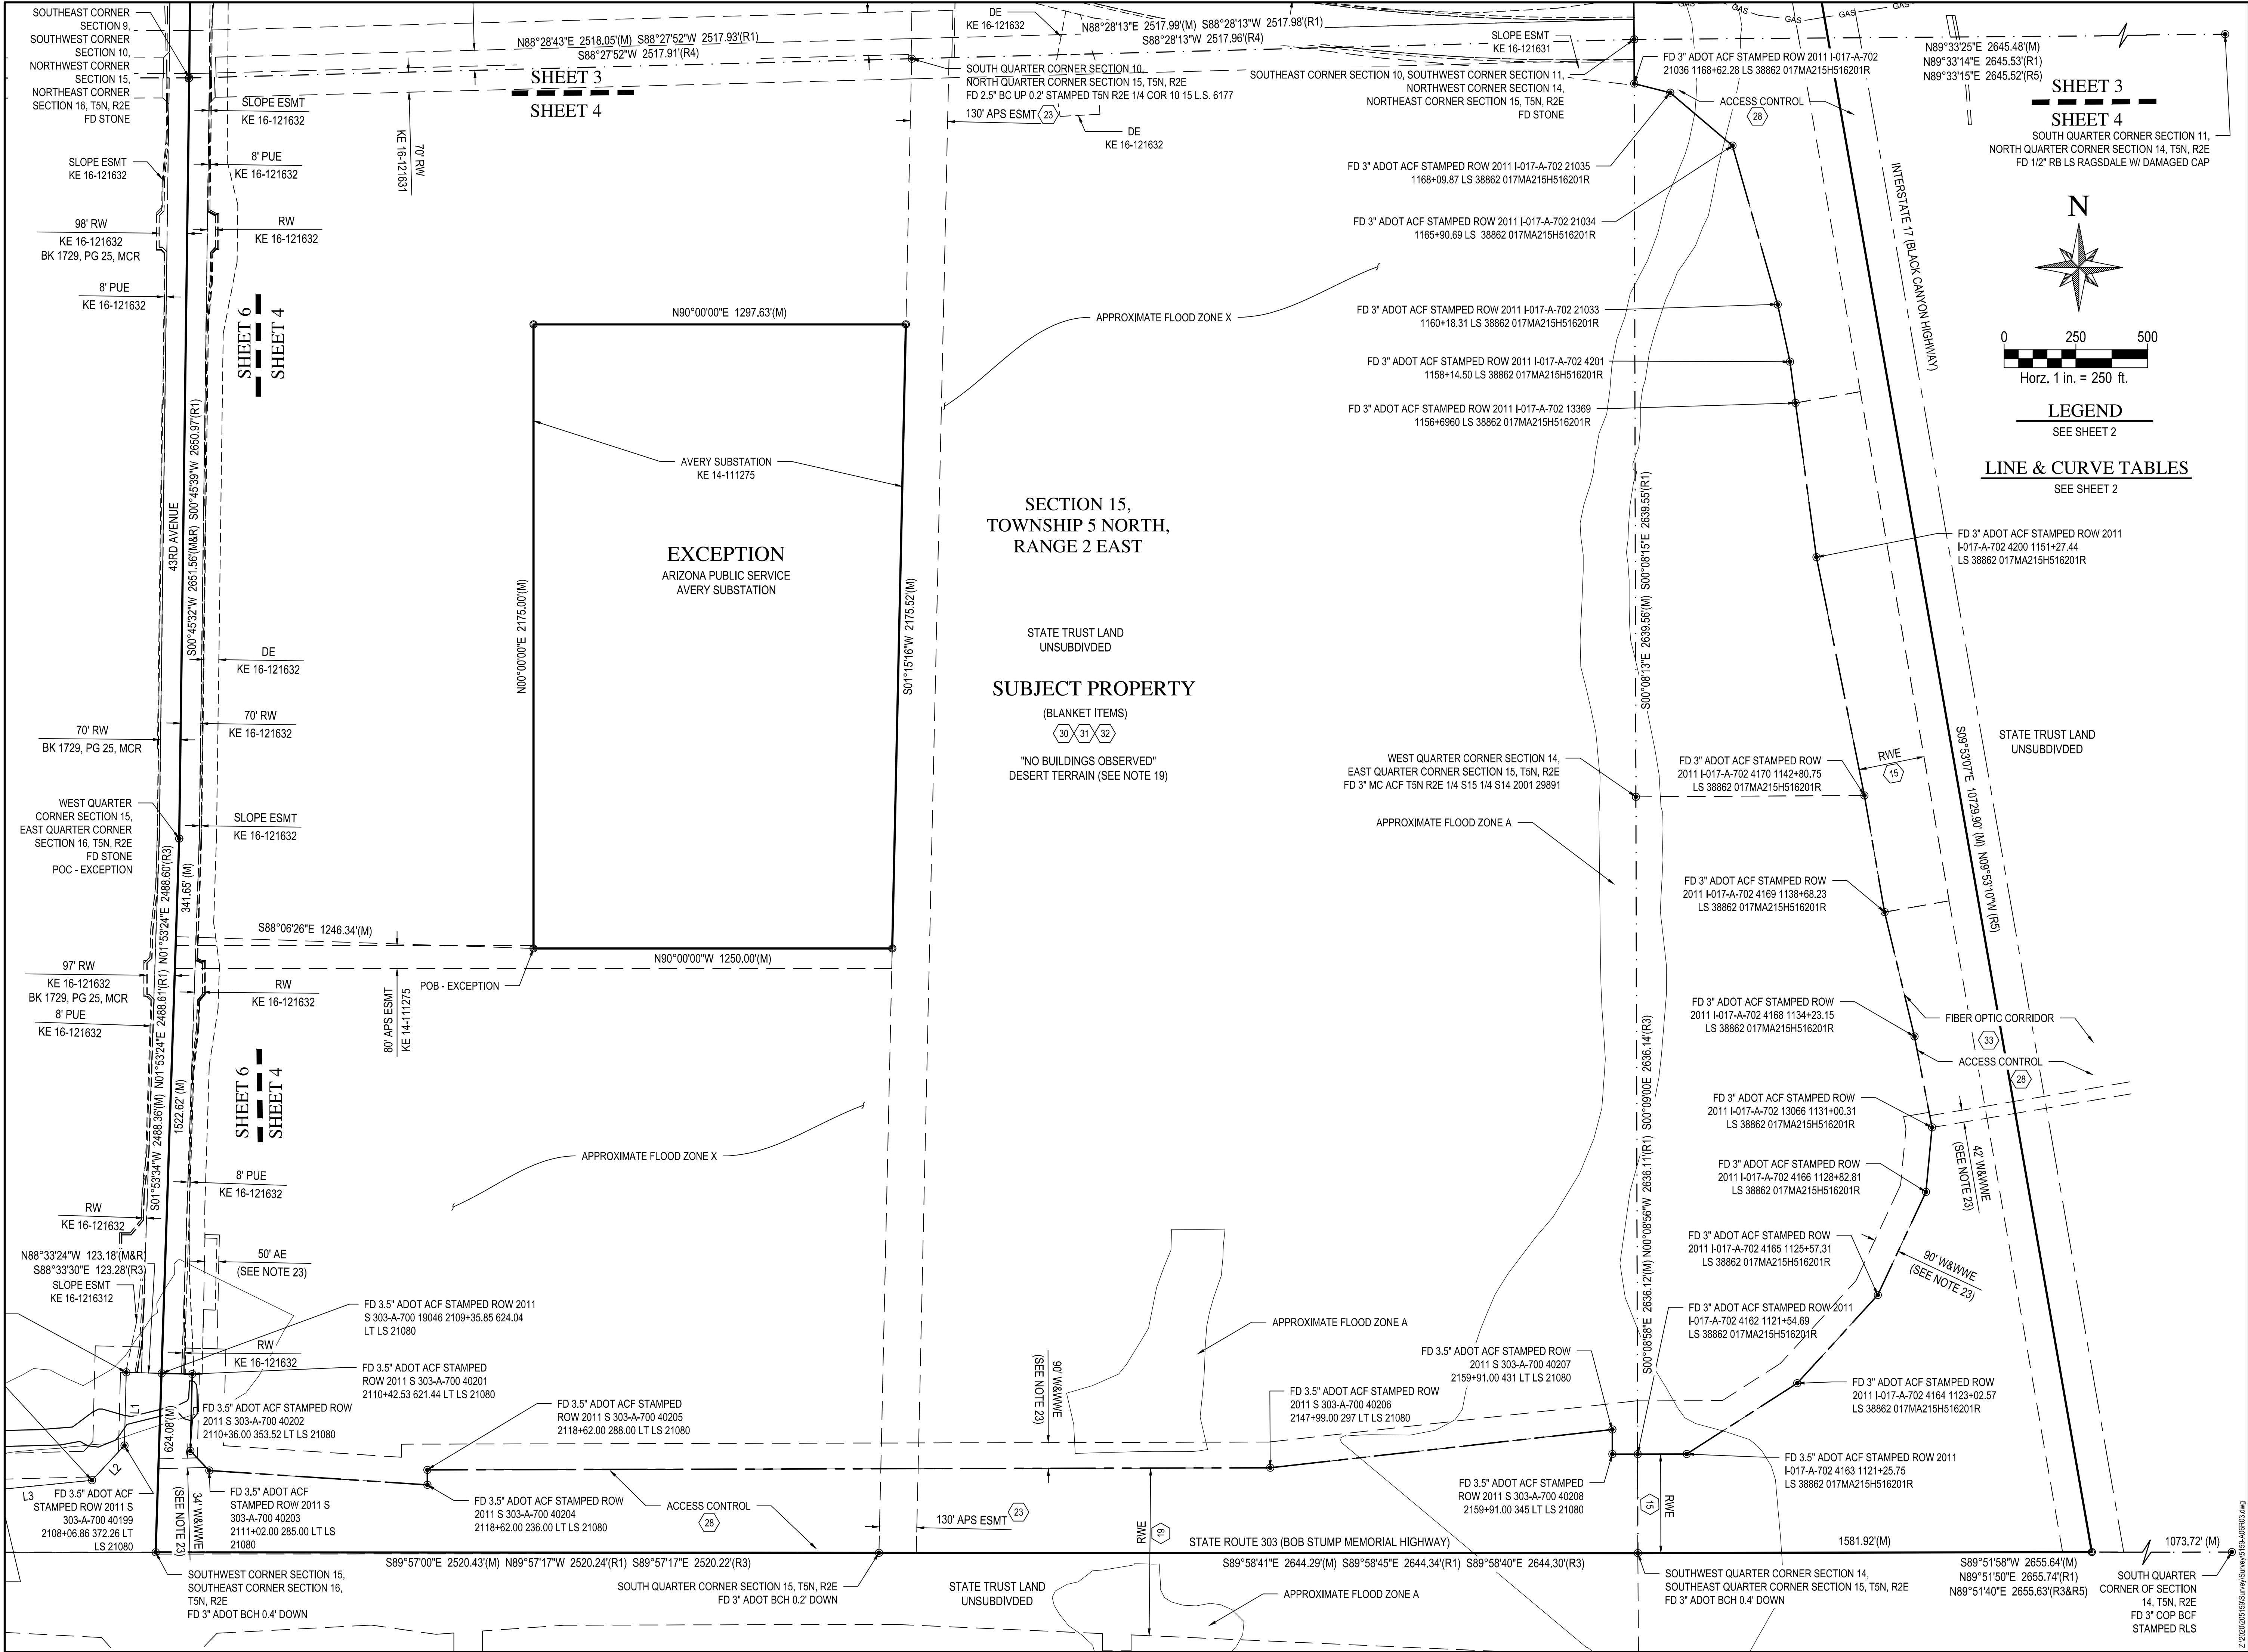 SOUTHEAST CORNER
SECTION 9,
SOUTHWEST CORNER
SECTION 10,
NORTHWEST CORNER
SECTION 15,
NORTHEAST CORNER
SECTION 16, T5N, R2E
FD STONE
N88°28'43"E 2518.05'(M) S88°27'52"W 2517.93'(R1)
S88°27'52"W 2517.91'(R4)
SHEET 3
SHEET 4
DE
KE 16-121632
N88°28'13"E 2517.99'(M) S88°28'13"W 2517.98'(R1)
S88°28'13"W 2517.96'(R4)
SLOPE ESMT
KE 16-121631
GAS
GAS
GAS
GAS
SOUTH QUARTER CORNER SECTION 10,
NORTH QUARTER CORNER SECTION 15, T5N, R2E
FD 2.5" BC UP 0.2' STAMPED T5N R2E 1/4 COR 10 15 L.S. 6177
130' APS ESMT 23
DE
KE 16-121632
SOUTHEAST CORNER SECTION 10, SOUTHWEST CORNER SECTION 11,
NORTHWEST CORNER SECTION 14,
NORTHEAST CORNER SECTION 15, T5N, R2E
FD STONE
FD 3" ADOT ACF STAMPED ROW 2011 I-017-A-702
21036 1168+62.28 LS 38862 017MA215H516201R
ACCESS CONTROL
28
N89°33'25"E 2645.48'(M)
N89°33'14"E 2645.53'(R1)
N89°33'15"E 2645.52'(R5)
SHEET 3
SHEET 4
SOUTH QUARTER CORNER SECTION 11,
NORTH QUARTER CORNER SECTION 14, T5N, R2E
FD 1/2" RB LS RAGSDALE W/ DAMAGED CAP
SLOPE ESMT
KE 16-121632
8' PUE
KE 16-121632
70' RW
KE 16-121631
SLOPE ESMT
KE 16-121632
98' RW
KE 16-121632
BK 1729, PG 25, MCR
RW
KE 16-121632
8' PUE
KE 16-121632
SHEET 6
SHEET 4
FD 3" ADOT ACF STAMPED ROW 2011 I-017-A-702 21035
1168+09.87 LS 38862 017MA215H516201R
FD 3" ADOT ACF STAMPED ROW 2011 I-017-A-702 21034
1165+90.69 LS 38862 017MA215H516201R
FD 3" ADOT ACF STAMPED ROW 2011 I-017-A-702 21033
1160+18.31 LS 38862 017MA215H516201R
FD 3" ADOT ACF STAMPED ROW 2011 I-017-A-702 4201
1158+14.50 LS 38862 017MA215H516201R
FD 3" ADOT ACF STAMPED ROW 2011 I-017-A-702 13369
1156+6960 LS 38862 017MA215H516201R
INTERSTATE 17 (BLACK CANYON HIGHWAY)
N
0 250 500
Horz. 1 in. = 250 ft.
LEGEND
SEE SHEET 2
LINE & CURVE TABLES
SEE SHEET 2
N90°00'00"E 1297.63'(M)
APPROXIMATE FLOOD ZONE X
AVERY SUBSTATION
KE 14-111275
EXCEPTION
ARIZONA PUBLIC SERVICE
AVERY SUBSTATION
N00°00'00"E 2175.00'(M)
S01°15'16"W 2175.52'(M)
SECTION 15,
TOWNSHIP 5 NORTH,
RANGE 2 EAST
STATE TRUST LAND
UNSUBDIVDED
SUBJECT PROPERTY
(BLANKET ITEMS)
30 31 32
"NO BUILDINGS OBSERVED"
DESERT TERRAIN (SEE NOTE 19)
43RD AVENUE
S00°45'32"W 2651.56'(M&R) S00°45'39"W 2650.97'(R1)
DE
KE 16-121632
70' RW
KE 16-121632
70' RW
BK 1729, PG 25, MCR
WEST QUARTER
CORNER SECTION 15,
EAST QUARTER CORNER
SECTION 16, T5N, R2E
FD STONE
POC - EXCEPTION
SLOPE ESMT
KE 16-121632
341.65' (M)
S88°06'26"E 1246.34'(M)
N90°00'00"W 1250.00'(M)
POB - EXCEPTION
80' APS ESMT
KE 14-111275
97' RW
KE 16-121632
BK 1729, PG 25, MCR
8' PUE
KE 16-121632
RW
KE 16-121632
SHEET 6
SHEET 4
S01°53'34"W 2488.36'(M) N01°53'24"E 2488.61'(R1) N01°53'24"E 2488.60'(R3)
1522.62' (M)
S00°08'13"E 2639.56'(M) S00°08'15"E 2639.55'(R1)
FD 3" ADOT ACF STAMPED ROW 2011
I-017-A-702 4200 1151+27.44
LS 38862 017MA215H516201R
WEST QUARTER CORNER SECTION 14,
EAST QUARTER CORNER SECTION 15, T5N, R2E
FD 3" MC ACF T5N R2E 1/4 S15 1/4 S14 2001 29891
APPROXIMATE FLOOD ZONE A
FD 3" ADOT ACF STAMPED ROW
2011 I-017-A-702 4170 1142+80.75
LS 38862 017MA215H516201R
RWE
15
S09°53'07"E 10729.90' (M) N09°53'10"W (R5)
STATE TRUST LAND
UNSUBDIVDED
FD 3" ADOT ACF STAMPED ROW
2011 I-017-A-702 4169 1138+68.23
LS 38862 017MA215H516201R
FD 3" ADOT ACF STAMPED ROW
2011 I-017-A-702 4168 1134+23.15
LS 38862 017MA215H516201R
FIBER OPTIC CORRIDOR
33
ACCESS CONTROL
28
FD 3" ADOT ACF STAMPED ROW
2011 I-017-A-702 13066 1131+00.31
LS 38862 017MA215H516201R
42' W&WWE
(SEE NOTE 23)
FD 3" ADOT ACF STAMPED ROW
2011 I-017-A-702 4166 1128+82.81
LS 38862 017MA215H516201R
FD 3" ADOT ACF STAMPED ROW
2011 I-017-A-702 4165 1125+57.31
LS 38862 017MA215H516201R
90' W&WWE
(SEE NOTE 23)
FD 3" ADOT ACF STAMPED ROW 2011
I-017-A-702 4162 1121+54.69
LS 38862 017MA215H516201R
FD 3" ADOT ACF STAMPED ROW
2011 I-017-A-702 4164 1123+02.57
LS 38862 017MA215H516201R
FD 3.5" ADOT ACF STAMPED ROW 2011
I-017-A-702 4163 1121+25.75
LS 38862 017MA215H516201R
S00°08'58"E 2636.12'(M) N00°08'56"W 2636.11'(R1) S00°09'00E 2636.14'(R3)
APPROXIMATE FLOOD ZONE X
8' PUE
KE 16-121632
RW
KE 16-121632
N88°33'24"W 123.18'(M&R)
S88°33'30"E 123.28'(R3)
SLOPE ESMT
KE 16-1216312
50' AE
(SEE NOTE 23)
FD 3.5" ADOT ACF STAMPED ROW 2011
S 303-A-700 19046 2109+35.85 624.04
LT LS 21080
RW
KE 16-121632
FD 3.5" ADOT ACF STAMPED
ROW 2011 S 303-A-700 40201
2110+42.53 621.44 LT LS 21080
FD 3.5" ADOT ACF STAMPED ROW
2011 S 303-A-700 40202
2110+36.00 353.52 LT LS 21080
FD 3.5" ADOT ACF STAMPED
ROW 2011 S 303-A-700 40205
2118+62.00 288.00 LT LS 21080
L1
L2
L3
624.08'(M)
FD 3.5" ADOT ACF
STAMPED ROW 2011 S
303-A-700 40199
2108+06.86 372.26 LT
LS 21080
34' W&WWE
(SEE NOTE 23)
FD 3.5" ADOT ACF
STAMPED ROW 2011 S
303-A-700 40203
2111+02.00 285.00 LT LS
21080
FD 3.5" ADOT ACF STAMPED ROW
2011 S 303-A-700 40204
2118+62.00 236.00 LT LS 21080
ACCESS CONTROL
28
130' APS ESMT 23
90' W&WWE
(SEE NOTE 23)
APPROXIMATE FLOOD ZONE A
FD 3.5" ADOT ACF STAMPED ROW
2011 S 303-A-700 40206
2147+99.00 297 LT LS 21080
FD 3.5" ADOT ACF STAMPED ROW
2011 S 303-A-700 40207
2159+91.00 431 LT LS 21080
FD 3.5" ADOT ACF STAMPED
ROW 2011 S 303-A-700 40208
2159+91.00 345 LT LS 21080
RWE
19
15
RWE
STATE ROUTE 303 (BOB STUMP MEMORIAL HIGHWAY)
1581.92'(M)
1073.72' (M)
S89°57'00"E 2520.43'(M) N89°57'17"W 2520.24'(R1) S89°57'17"E 2520.22'(R3)
S89°58'41"E 2644.29'(M) S89°58'45"E 2644.34'(R1) S89°58'40"E 2644.30'(R3)
S89°51'58"W 2655.64'(M)
N89°51'50"E 2655.74'(R1)
N89°51'40"E 2655.63'(R3&R5)
SOUTHWEST CORNER SECTION 15,
SOUTHEAST CORNER SECTION 16,
T5N, R2E
FD 3" ADOT BCH 0.4' DOWN
SOUTH QUARTER CORNER SECTION 15, T5N, R2E
FD 3" ADOT BCH 0.2' DOWN
STATE TRUST LAND
UNSUBDIVDED
APPROXIMATE FLOOD ZONE A
SOUTHWEST QUARTER CORNER SECTION 14,
SOUTHEAST QUARTER CORNER SECTION 15, T5N, R2E
FD 3" ADOT BCH 0.4' DOWN
SOUTH QUARTER
CORNER OF SECTION
14, T5N, R2E
FD 3" COP BCF
STAMPED RLS
Z:\2020\205159\Survey\Survey\5159-A06R03.dwg